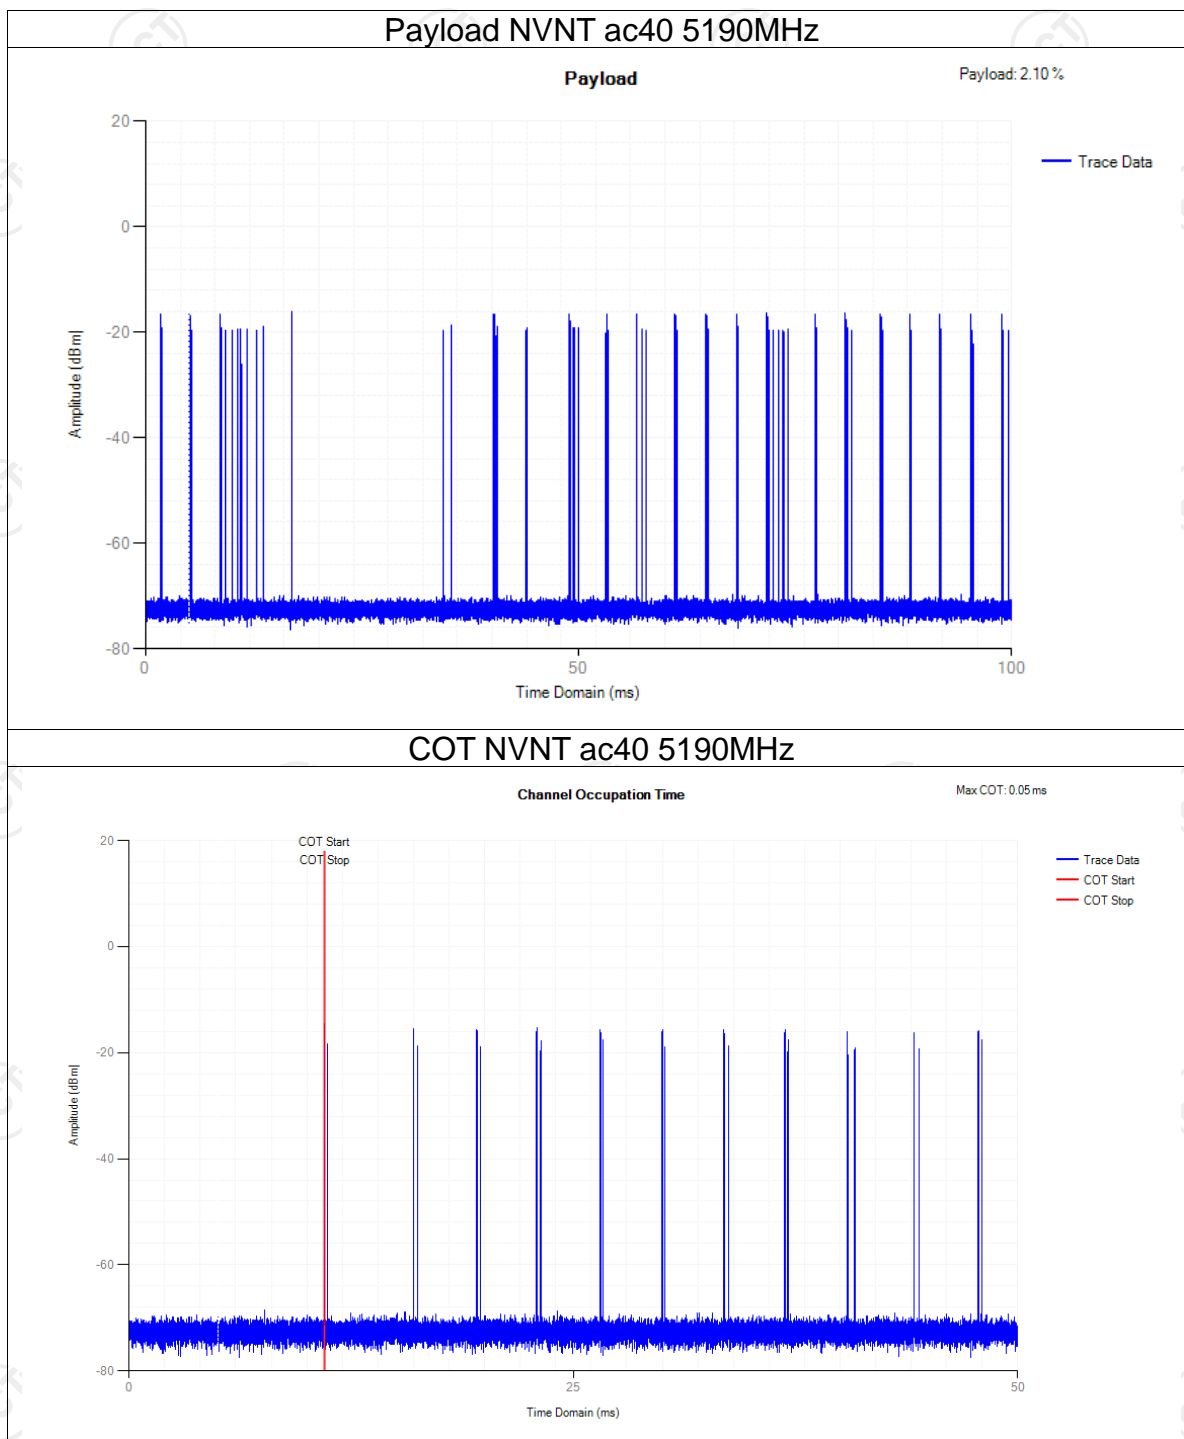 Payload NVNT ac40 5190MHz
Payload
Payload: 2.10 %
20
0
-20
-40
-60
-80
Amplitude (dBm)
0
50
100
Time Domain (ms)
Trace Data
COT NVNT ac40 5190MHz
Channel Occupation Time
Max COT: 0.05 ms
COT Start
COT Stop
20
0
-20
-40
-60
-80
Amplitude (dBm)
0
25
50
Time Domain (ms)
Trace Data
COT Start
COT Stop